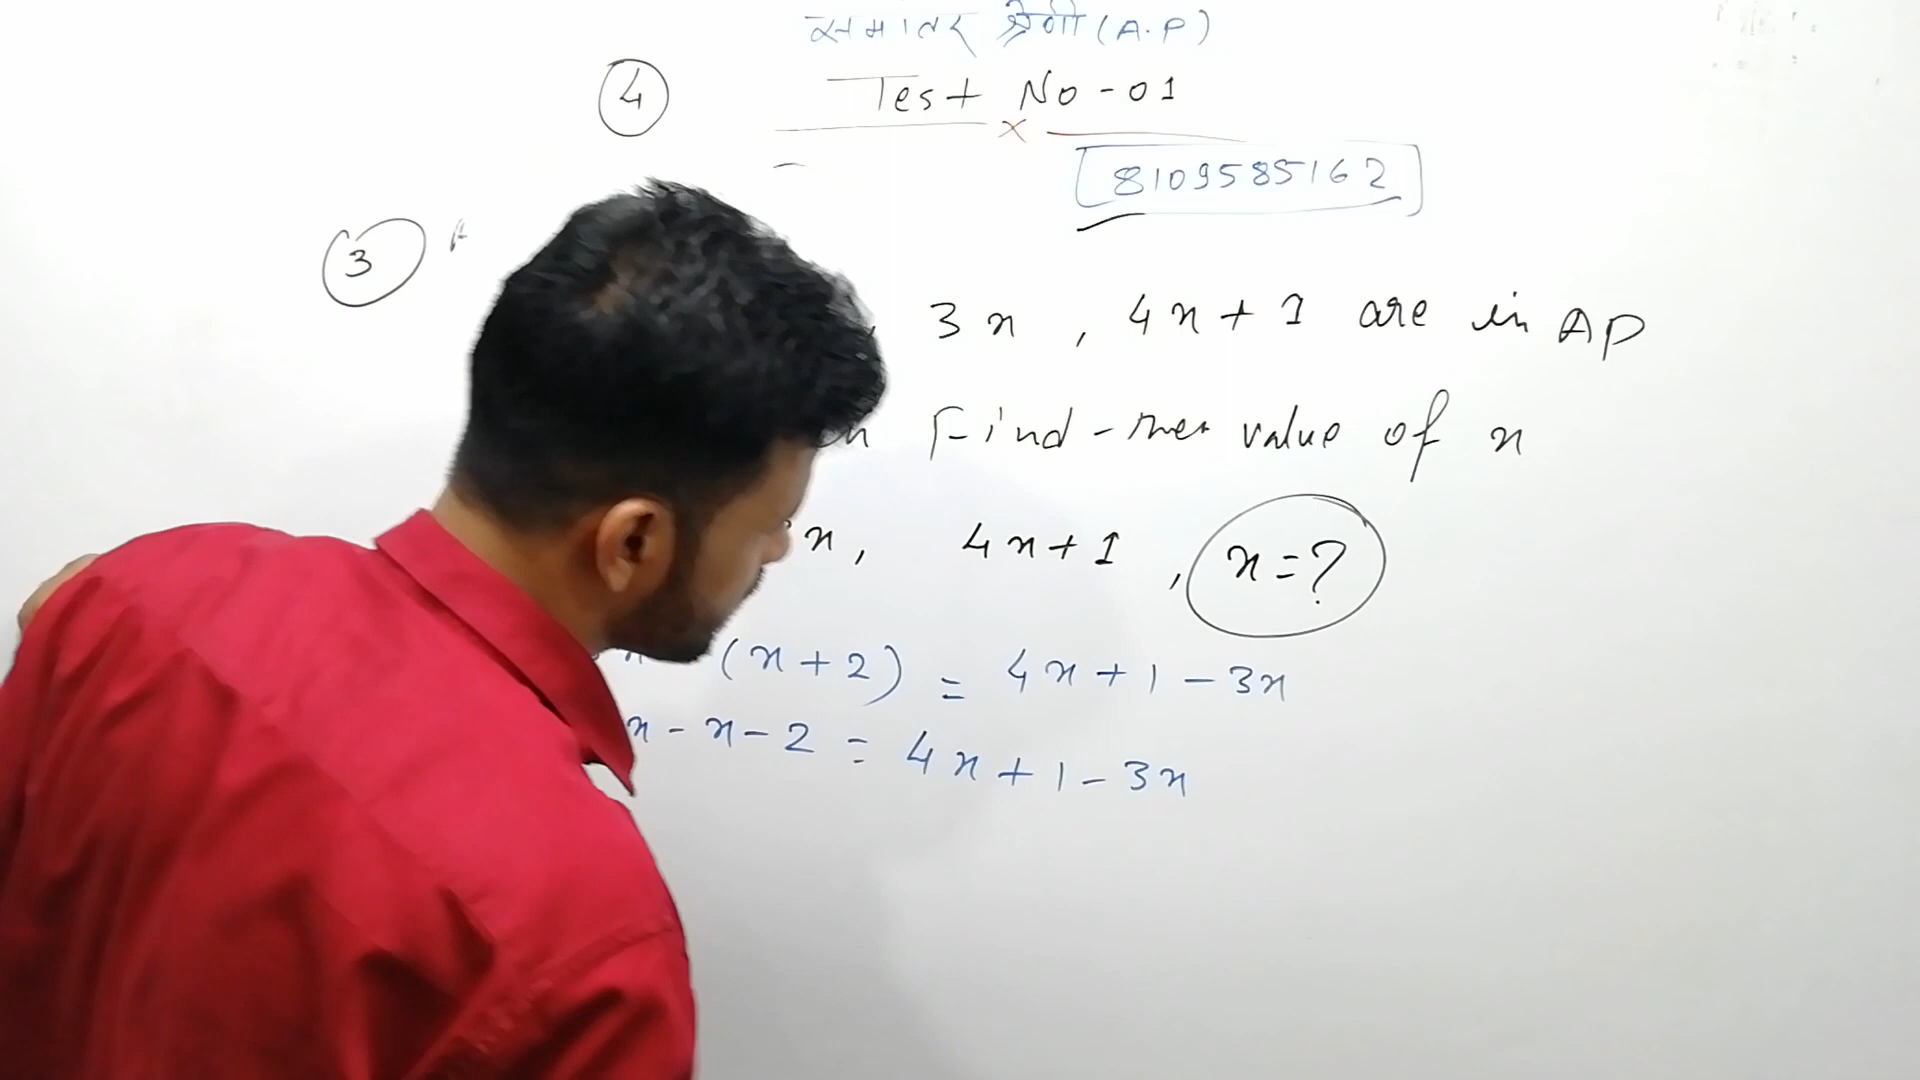 समांतर श्रेणी (A.P)
4 Test No-01
8109585162
3
3x , 4x + 1 are in AP
Find the value of x
x, 4x+1 , x=?
(x+2) = 4x+1-3x
x-x-2 = 4x+1-3x